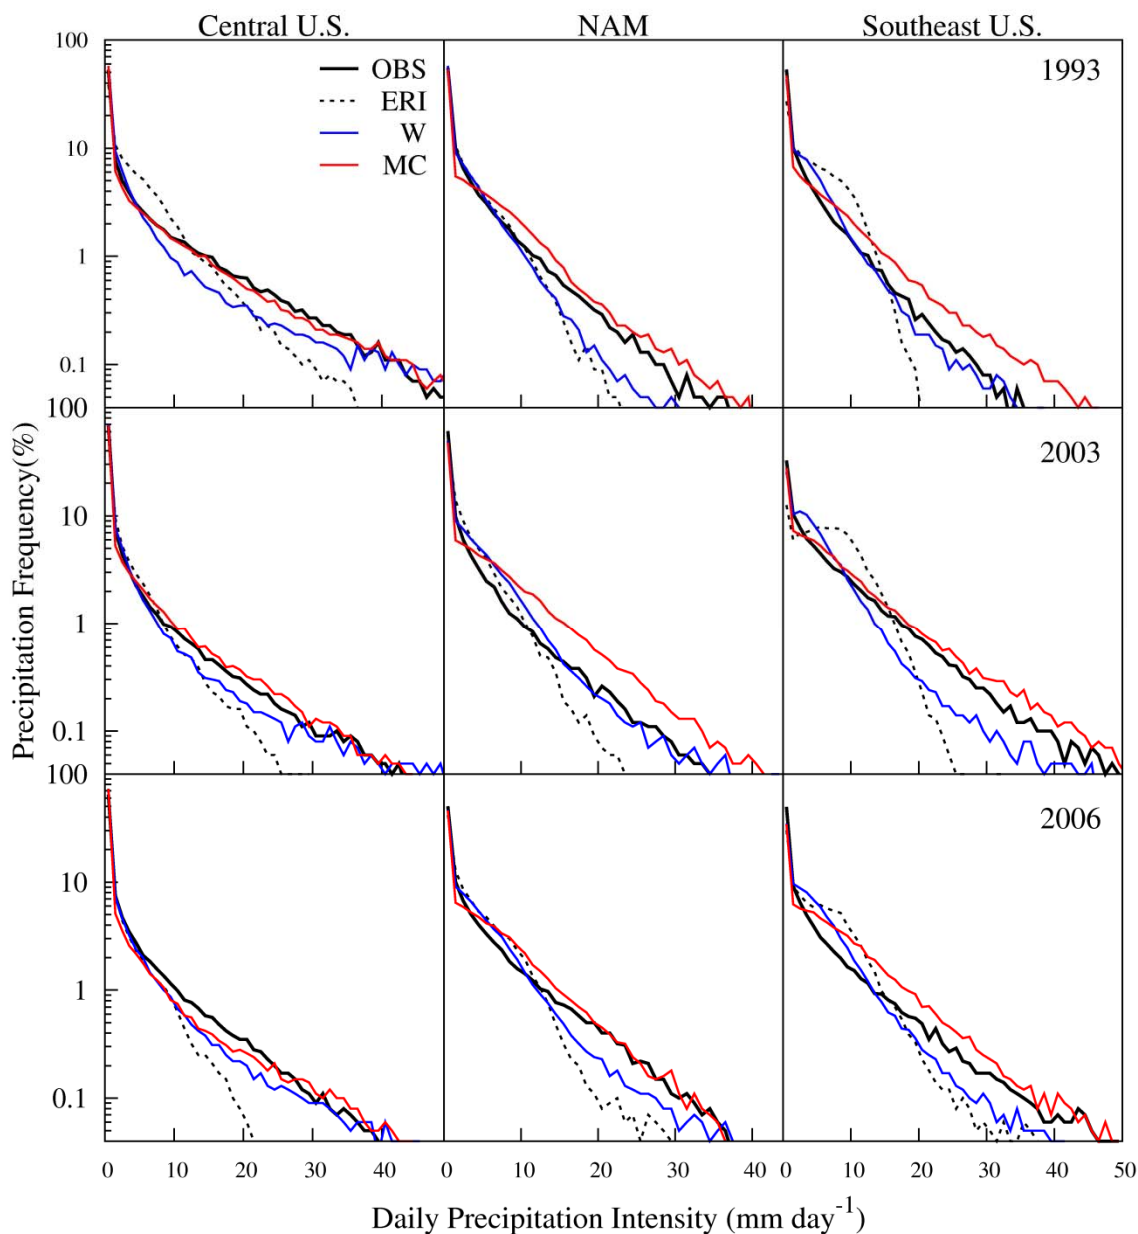 Central U.S. NAM Southeast U.S.
100
OBS 1993
ERI
W
10
MC
1
0.1
100
2003
10
1
0.1
100
2006
10
1
0.1
Precipitation Frequency(%)
0 10 20 30 40 0 10 20 30 40 0 10 20 30 40 50
Daily Precipitation Intensity (mm day⁻¹)